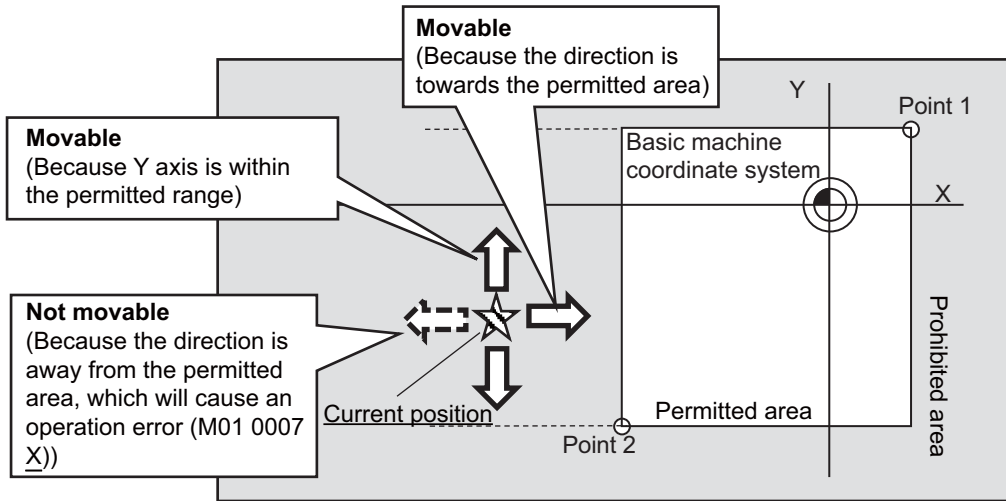 Movable
(Because the direction is
towards the permitted area)
Y
Point 1
Movable
(Because Y axis is within
the permitted range)
Basic machine
coordinate system
X
Not movable
(Because the direction is
away from the permitted
area, which will cause an
operation error (M01 0007
X))
Current position
Point 2
Permitted area
Prohibited area